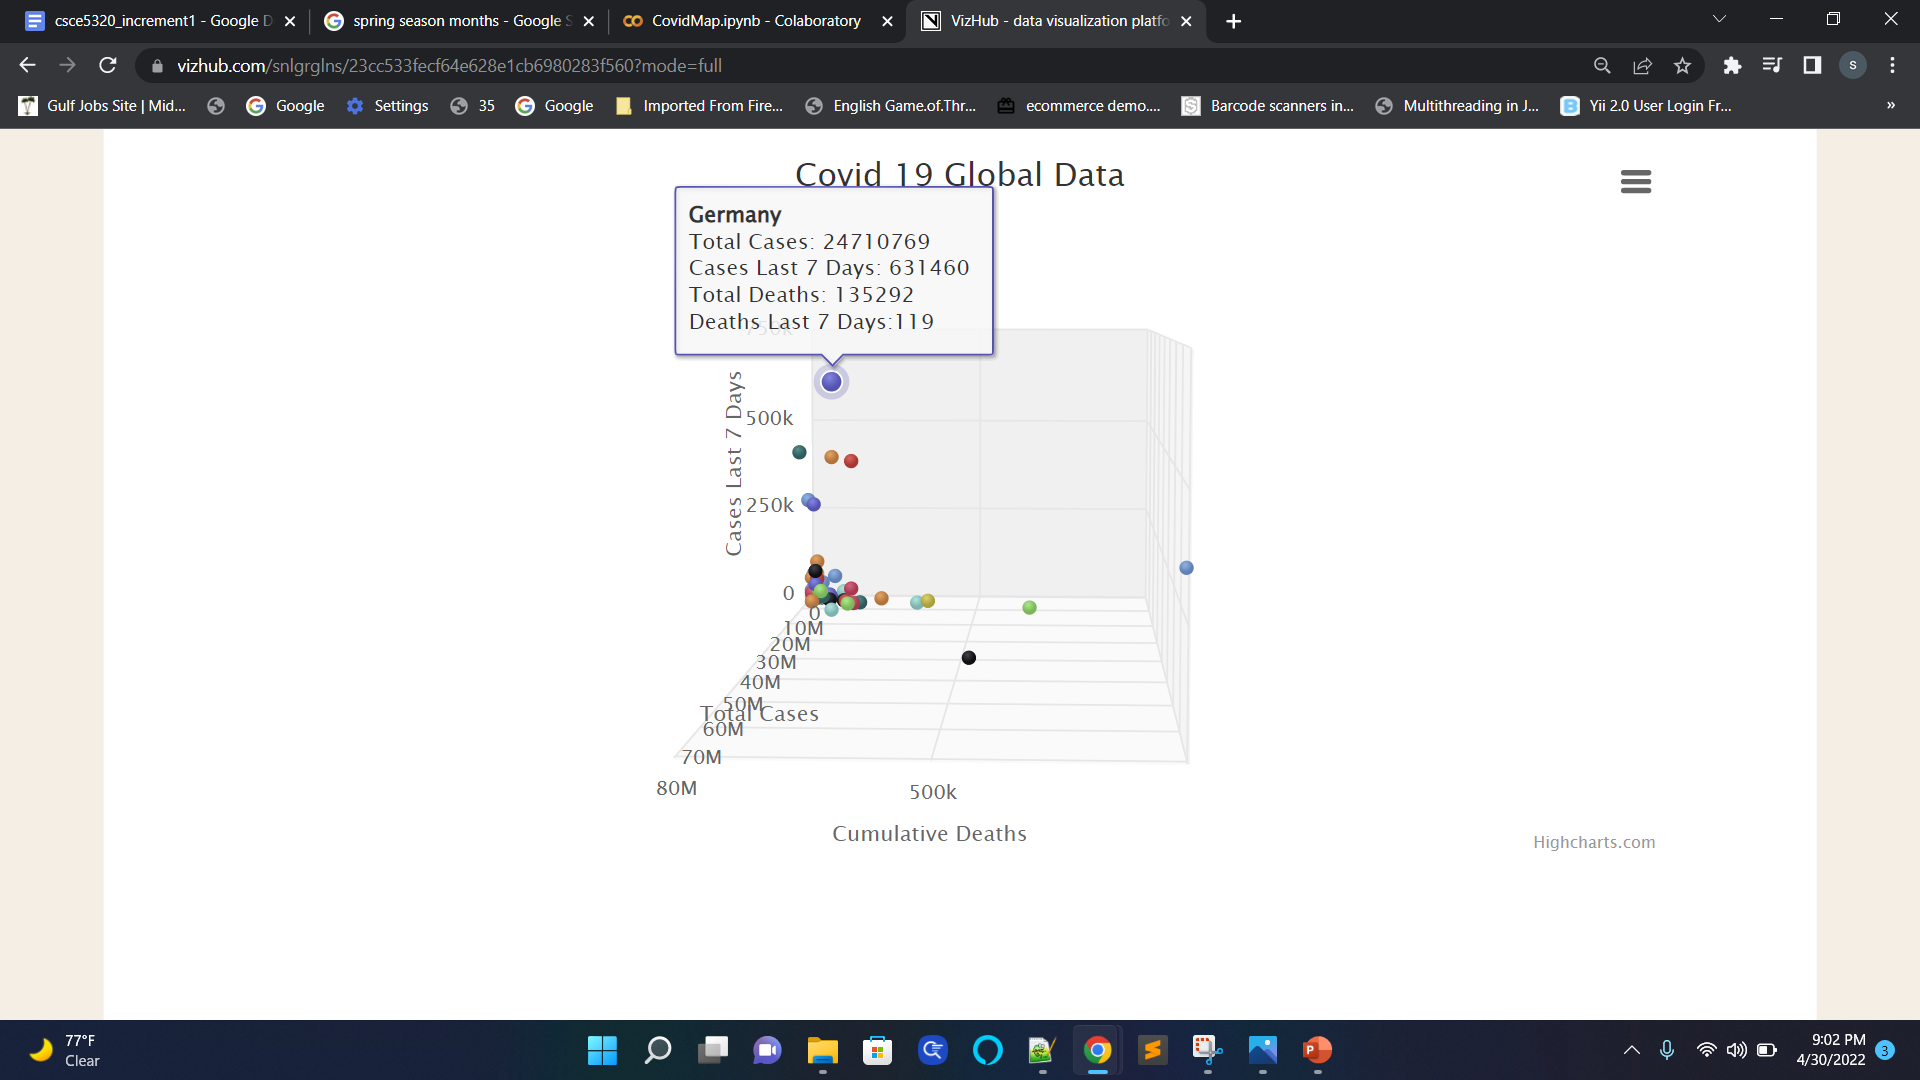 csce5320_increment1 - Google D
spring season months - Google S
CovidMap.ipynb - Colaboratory
VizHub - data visualization platfo
vizhub.com/snlgrglns/23cc533fecf64e628e1cb6980283f560?mode=full
S
Gulf Jobs Site | Mid...
Google
Settings
35
Google
Imported From Fire...
English Game.of.Thr...
ecommerce demo....
Barcode scanners in...
Multithreading in J...
Yii 2.0 User Login Fr...
»
Covid 19 Global Data
Germany
Total Cases: 24710769
Cases Last 7 Days: 631460
Total Deaths: 135292
Deaths Last 7 Days:119
750k
500k
250k
0
Cases Last 7 Days
0
10M
20M
30M
40M
50M
60M
70M
80M
Total Cases
500k
Cumulative Deaths
Highcharts.com
77°F
Clear
9:02 PM
4/30/2022
3